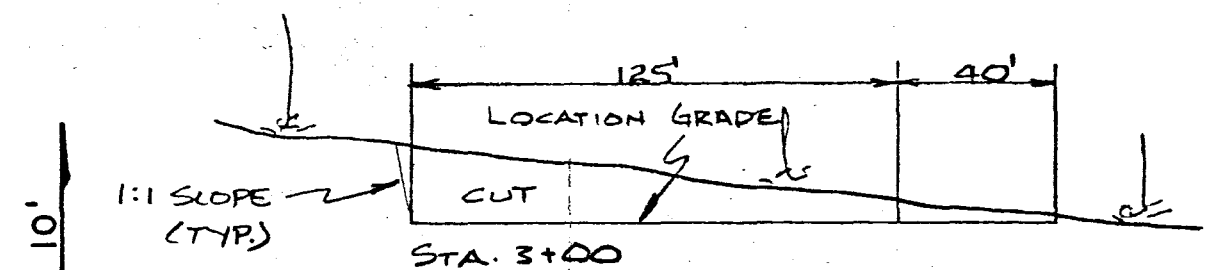 125'
40'
LOCATION GRADE
1:1 SLOPE
(TYP.)
CUT
10'
STA. 3+00